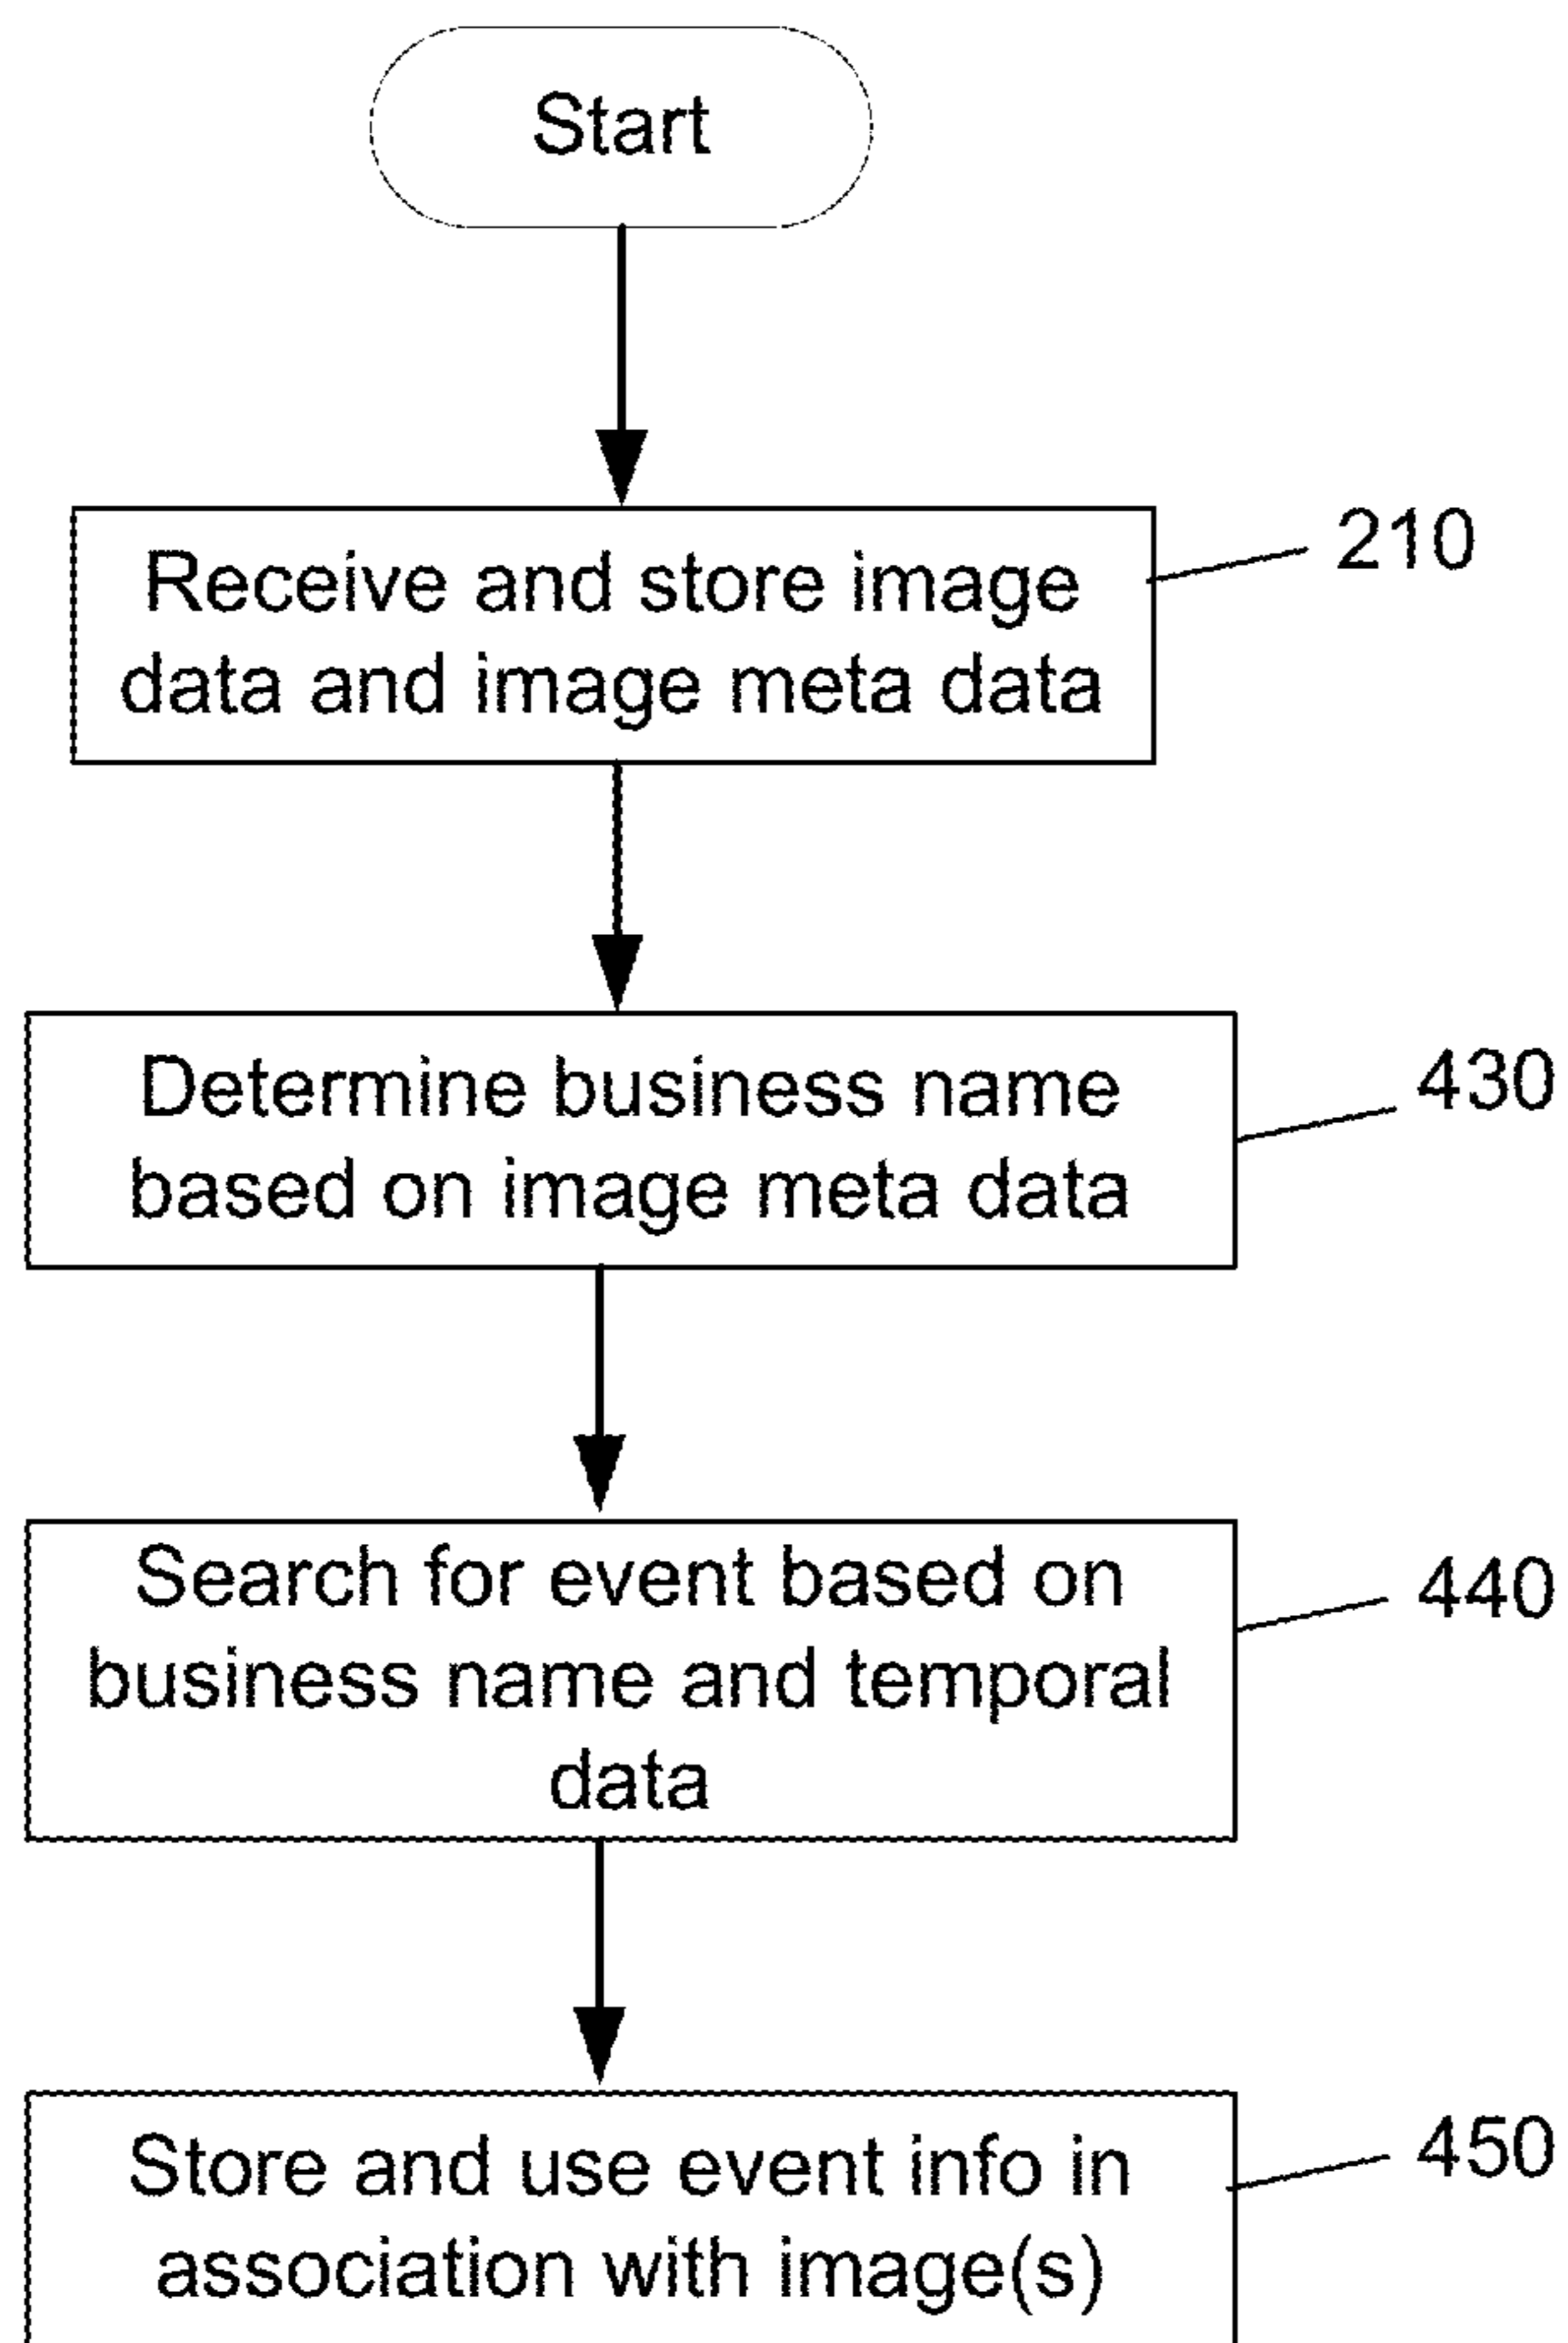 Start
Receive and store image
data and image meta data
210
Determine business name
based on image meta data
430
Search for event based on
business name and temporal
data
440
Store and use event info in
association with image(s)
450